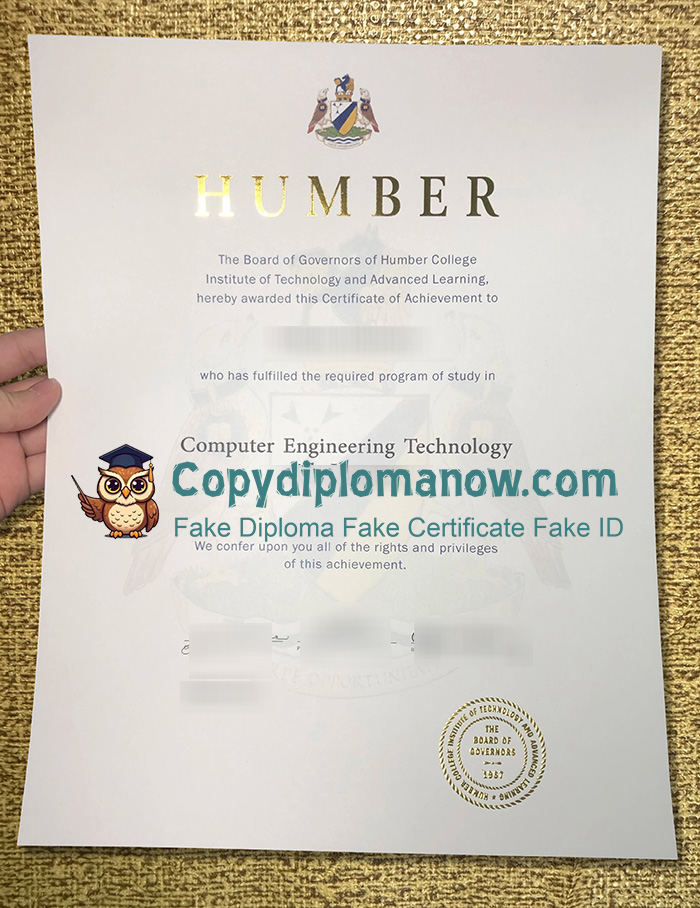 HUMBER
The Board of Governors of Humber College
Institute of Technology and Advanced Learning,
hereby awarded this Certificate of Achievement to
who has fulfilled the required program of study in
Computer Engineering Technology
Copydiplomanow.com
Fake Diploma Fake Certificate Fake ID
We confer upon you all of the rights and privileges
of this achievement.
HUMBER COLLEGE INSTITUTE OF TECHNOLOGY AND ADVANCED LEARNING
THE
BOARD OF
GOVERNORS
1967